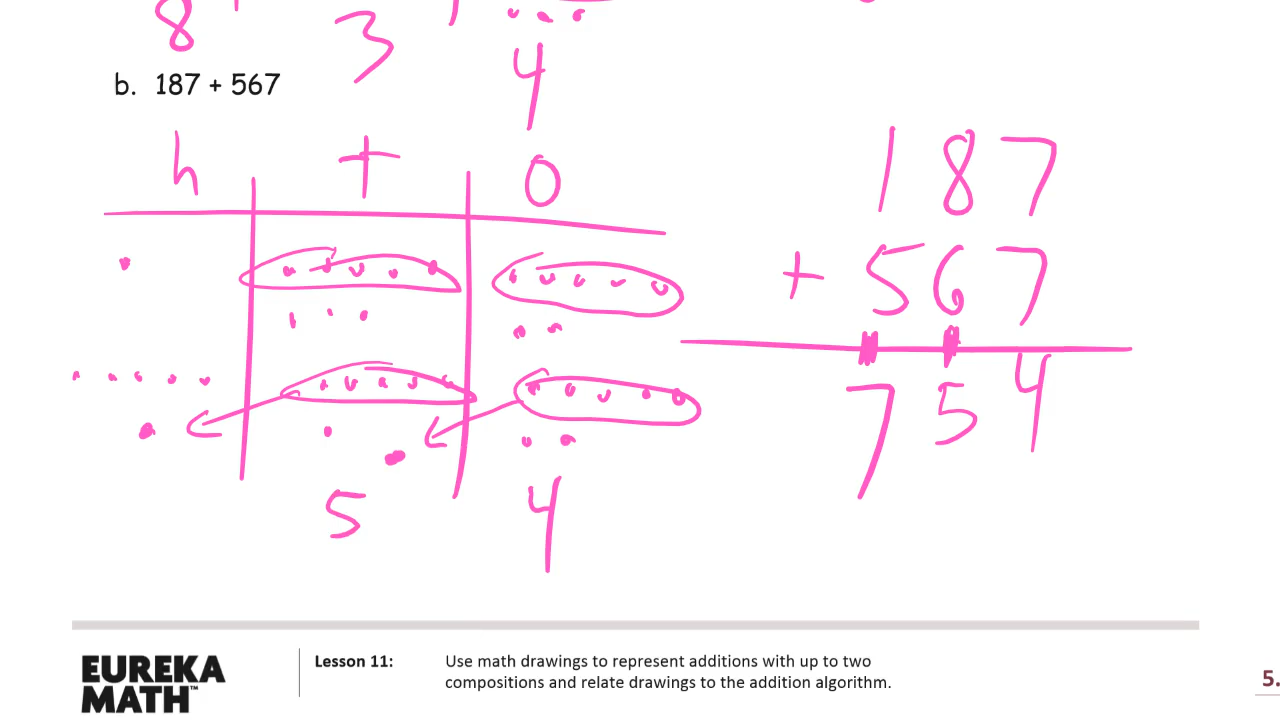 8 3 4
b. 187 + 567
h t o
187
+ 567
754
5 4
EUREKA MATH™
Lesson 11: Use math drawings to represent additions with up to two
compositions and relate drawings to the addition algorithm.
5.